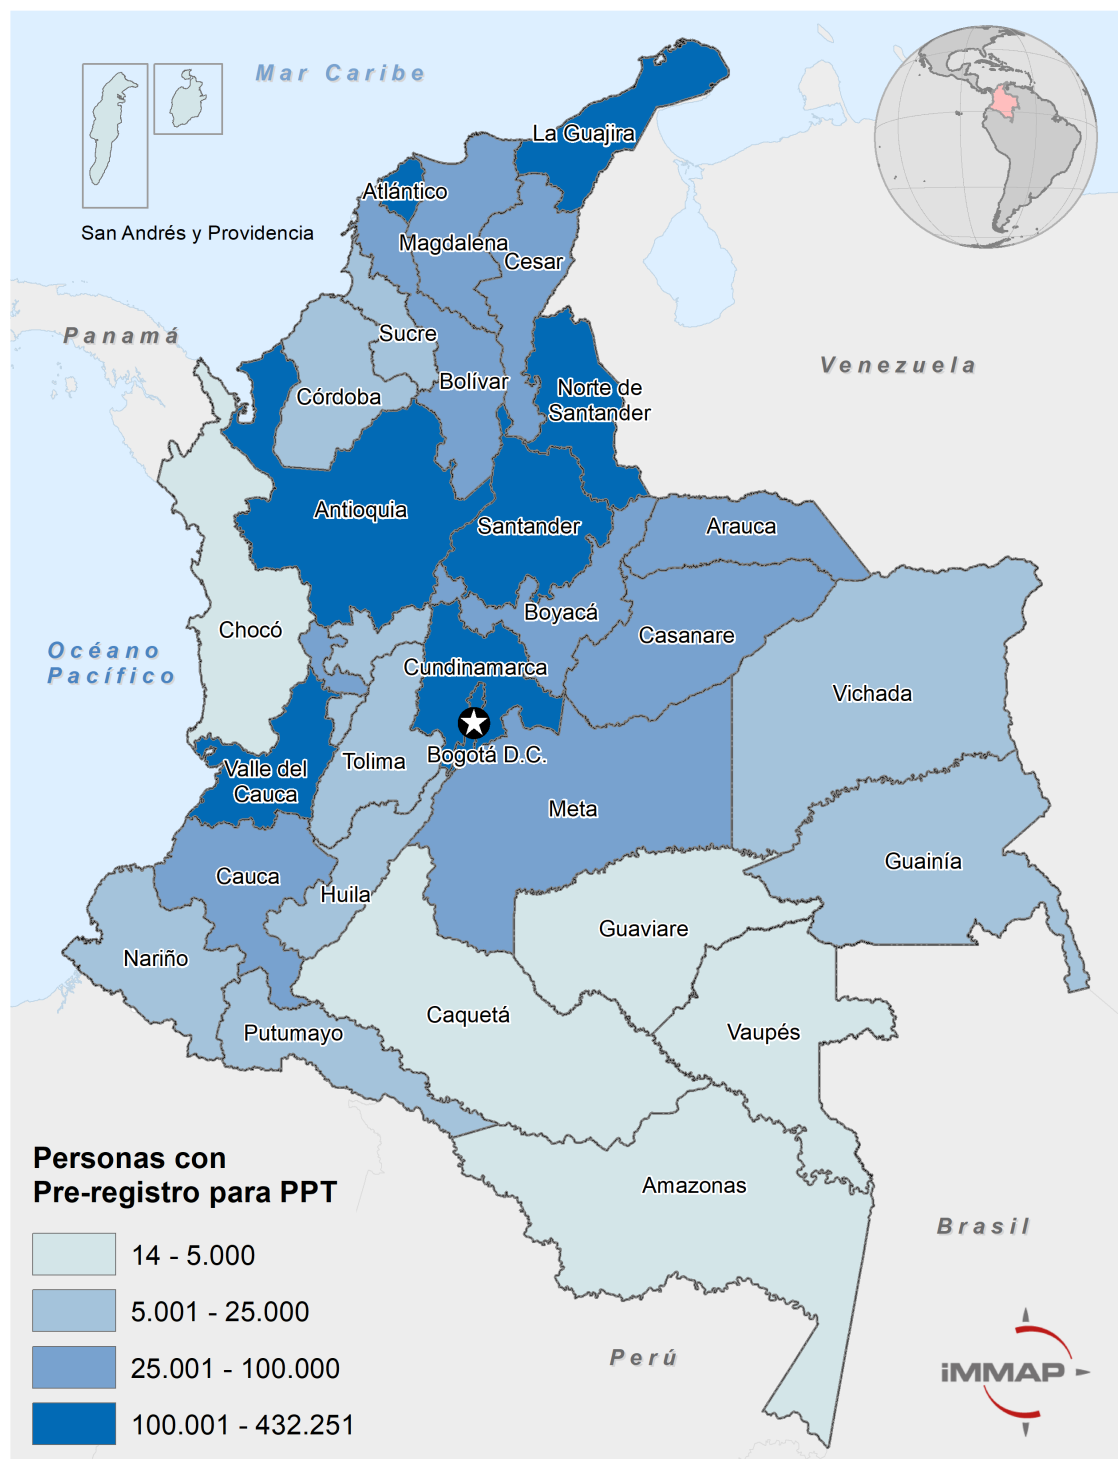 Mar Caribe
La Guajira
Atlántico
San Andrés y Providencia
Magdalena
Cesar
Panamá
Sucre
Venezuela
Bolívar
Norte de
Santander
Córdoba
Antioquia
Santander
Arauca
Boyacá
Chocó
Casanare
Océano
Pacífico
Cundinamarca
Vichada
Bogotá D.C.
Tolima
Valle del
Cauca
Meta
Guainía
Cauca
Huila
Guaviare
Nariño
Caquetá
Putumayo
Vaupés
Personas con
Pre-registro para PPT
Amazonas
Brasil
14 - 5.000
5.001 - 25.000
25.001 - 100.000
100.001 - 432.251
Perú
iMMAP